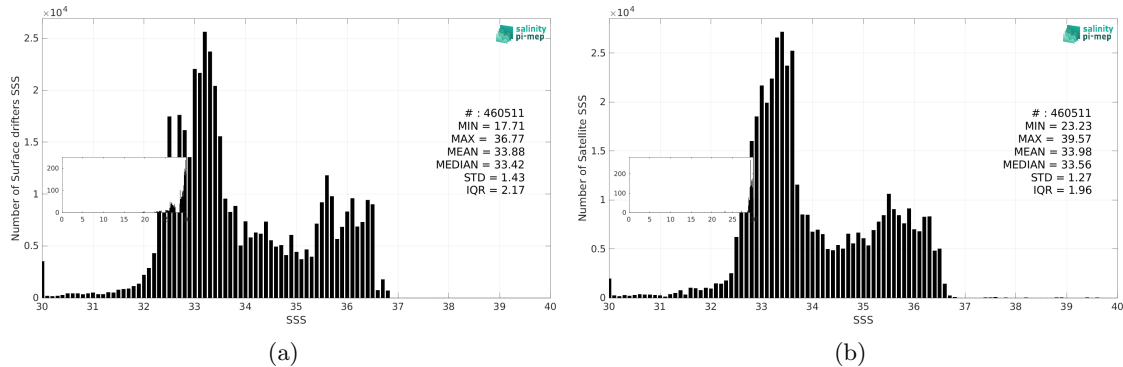 ×10⁴
2.5
2
1.5
1
0.5
0
Number of Surface drifters SSS
salinity
pi-mep
# : 460511
MIN = 17.71
MAX = 36.77
MEAN = 33.88
MEDIAN = 33.42
STD = 1.43
IQR = 2.17
200
100
0
0 5 10 15 20 25
30 31 32 33 34 35 36 37 38 39 40
SSS
(a)
×10⁴
2.5
2
1.5
1
0.5
0
Number of Satellite SSS
salinity
pi-mep
# : 460511
MIN = 23.23
MAX = 39.57
MEAN = 33.98
MEDIAN = 33.56
STD = 1.27
IQR = 1.96
200
100
0
0 5 10 15 20 25
30 31 32 33 34 35 36 37 38 39 40
SSS
(b)